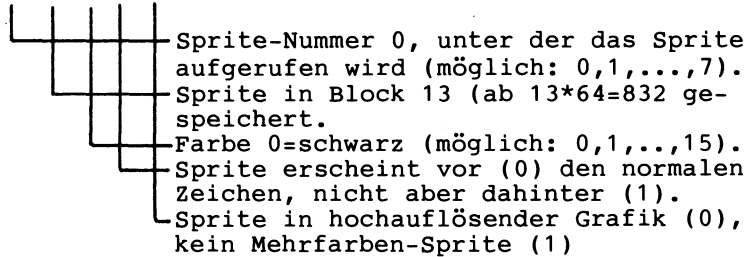 Sprite-Nummer 0, unter der das Sprite
aufgerufen wird (möglich: 0,1,...,7).
Sprite in Block 13 (ab 13*64=832 ge-
speichert.
Farbe 0=schwarz (möglich: 0,1,..,15).
Sprite erscheint vor (0) den normalen
Zeichen, nicht aber dahinter (1).
Sprite in hochauflösender Grafik (0),
kein Mehrfarben-Sprite (1)